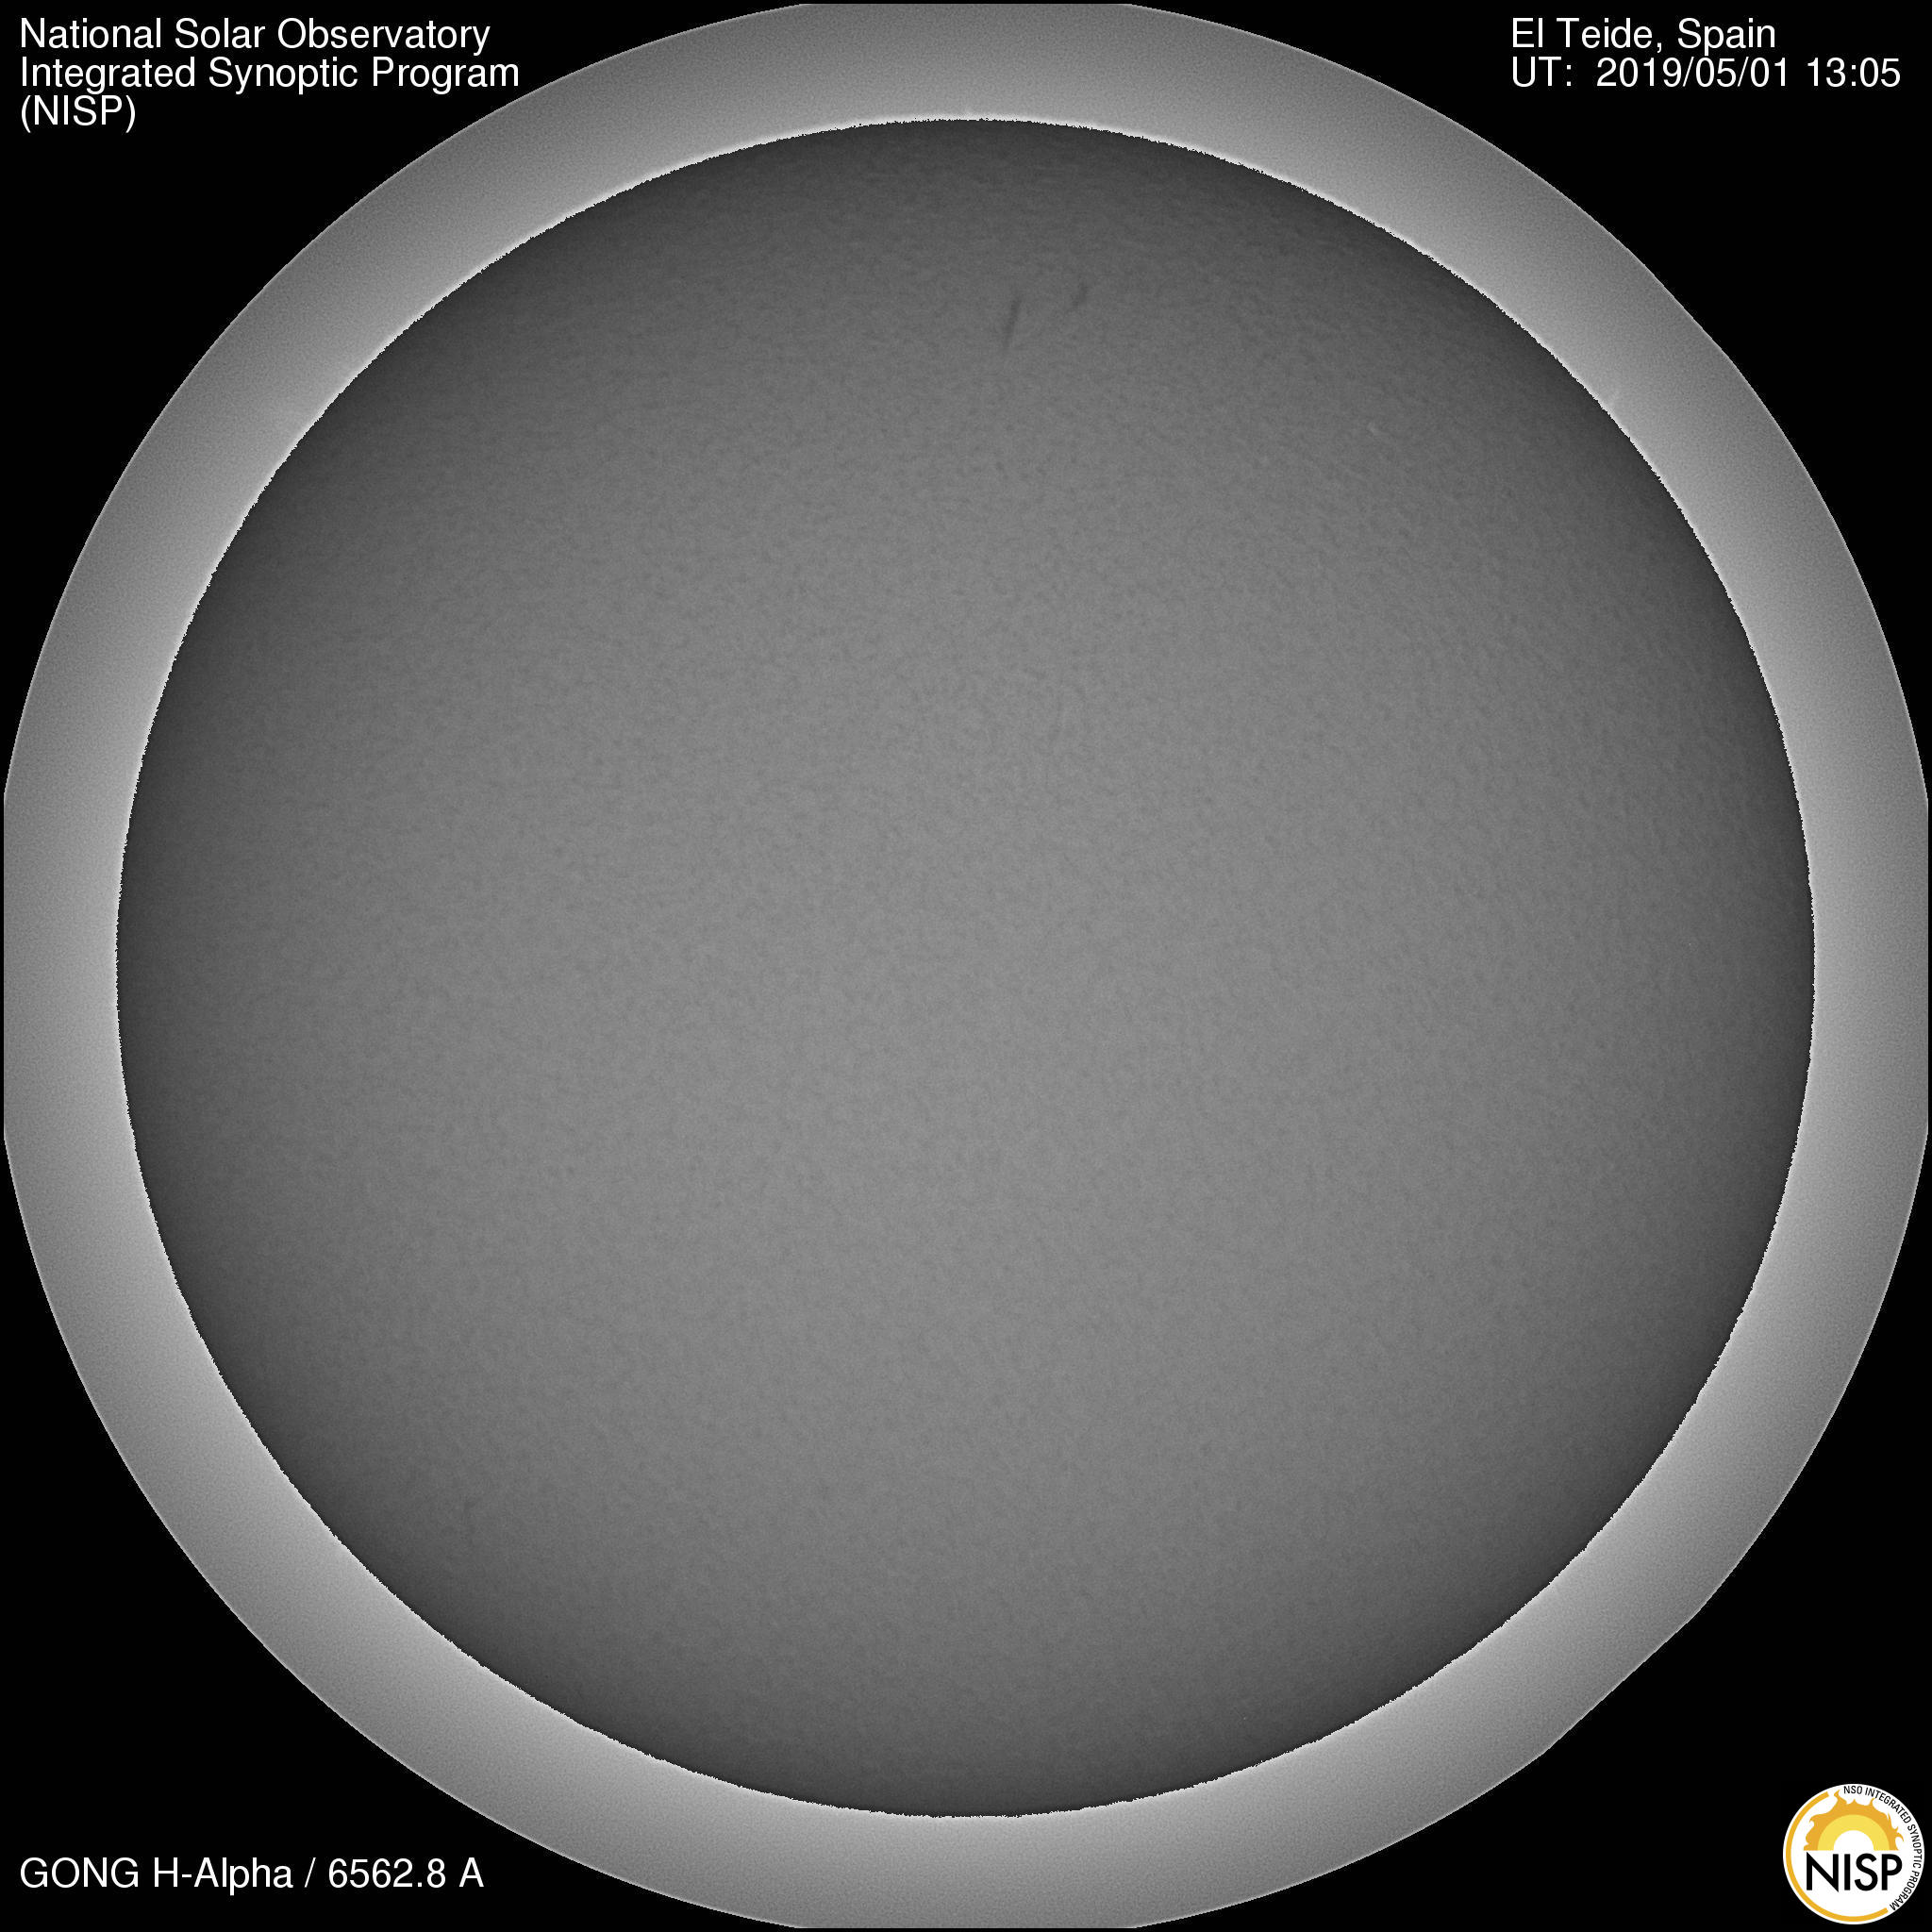 National Solar Observatory
Integrated Synoptic Program
(NISP)
El Teide, Spain
UT: 2019/05/01 13:05
GONG H-Alpha / 6562.8 A
NSO INTEGRATED SYNOPTIC PROGRAM
NISP